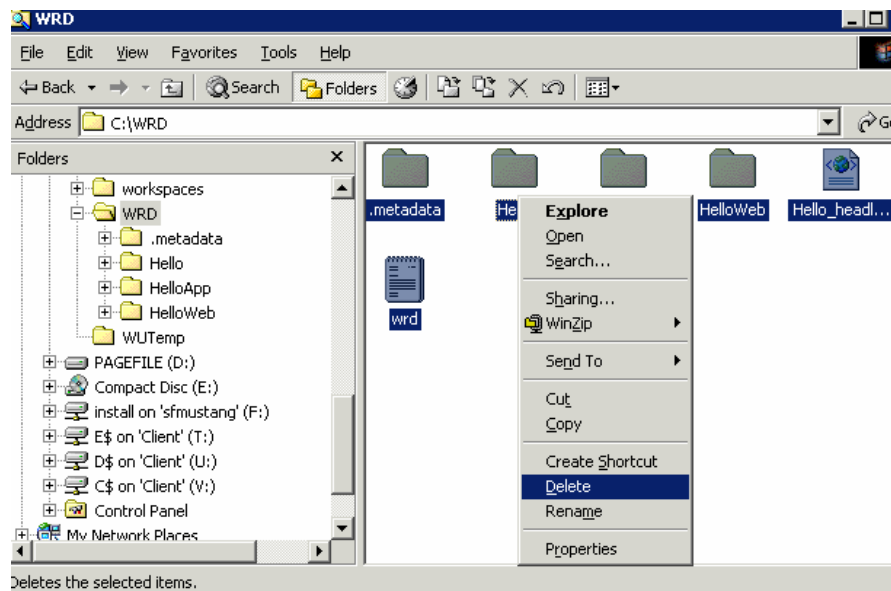 WRD
File Edit View Favorites Tools Help
Back Search Folders
Address C:\WRD
Folders
workspaces
WRD
.metadata
Hello
HelloApp
HelloWeb
WUTemp
PAGEFILE (D:)
Compact Disc (E:)
install on 'sfmustang' (F:)
E$ on 'Client' (T:)
D$ on 'Client' (U:)
C$ on 'Client' (V:)
Control Panel
My Network Places
.metadata HelloWeb Hello_headl...
wrd
Explore
Open
Search...
Sharing...
WinZip
Send To
Cut
Copy
Create Shortcut
Delete
Rename
Properties
Deletes the selected items.